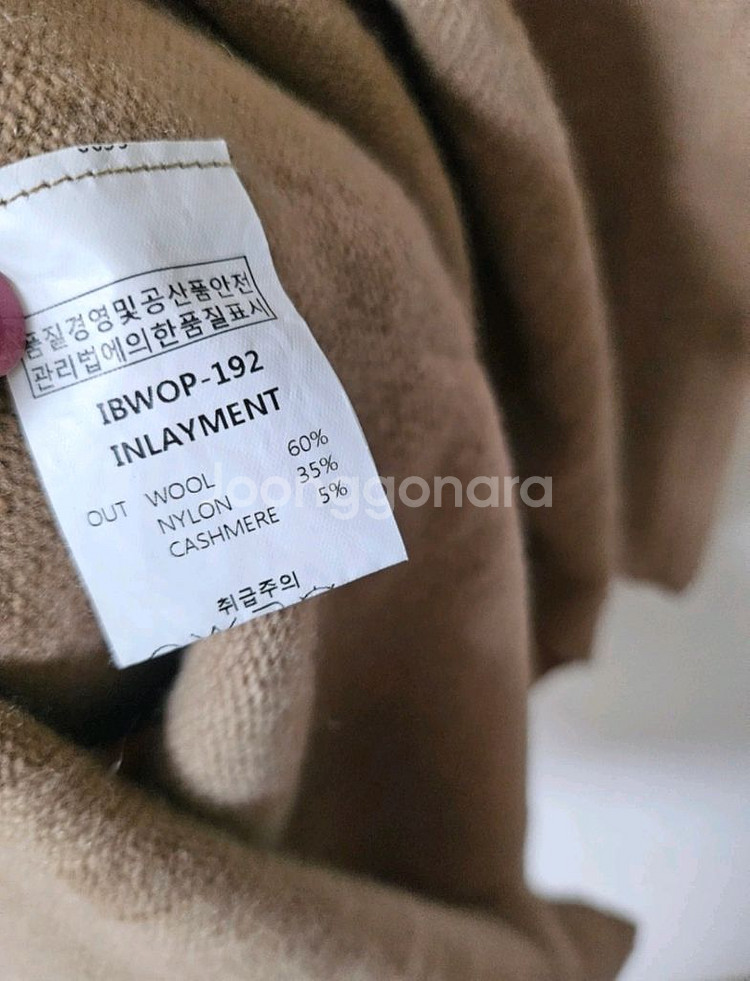 품질경영및공산품안전
관리법에의한품질표시
IBWOP-192
INLAYMENT
OUT WOOL 60%
NYLON 35%
CASHMERE 5%
취급주의
joonggonara